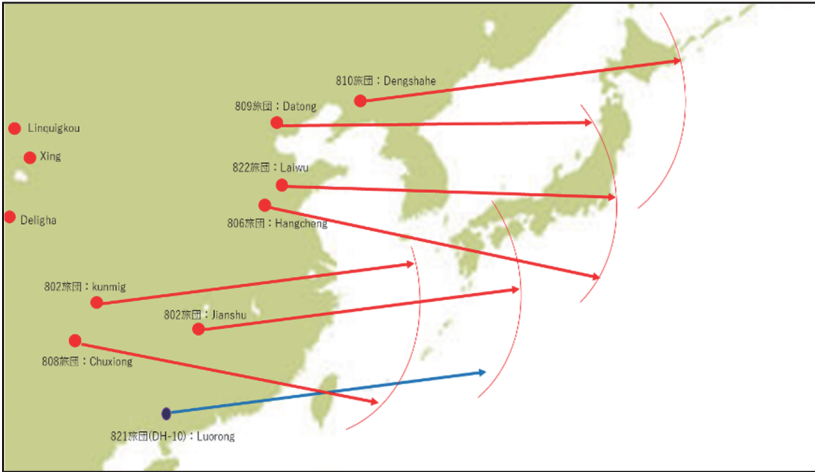 810旅団：Dengshahe
809旅団：Datong
Linquigkou
Xing
822旅団：Laiwu
Deligha
806旅団：Hangcheng
802旅団：kunmig
802旅団：Jianshu
808旅団：Chuxiong
821旅団(DH-10)：Luorong